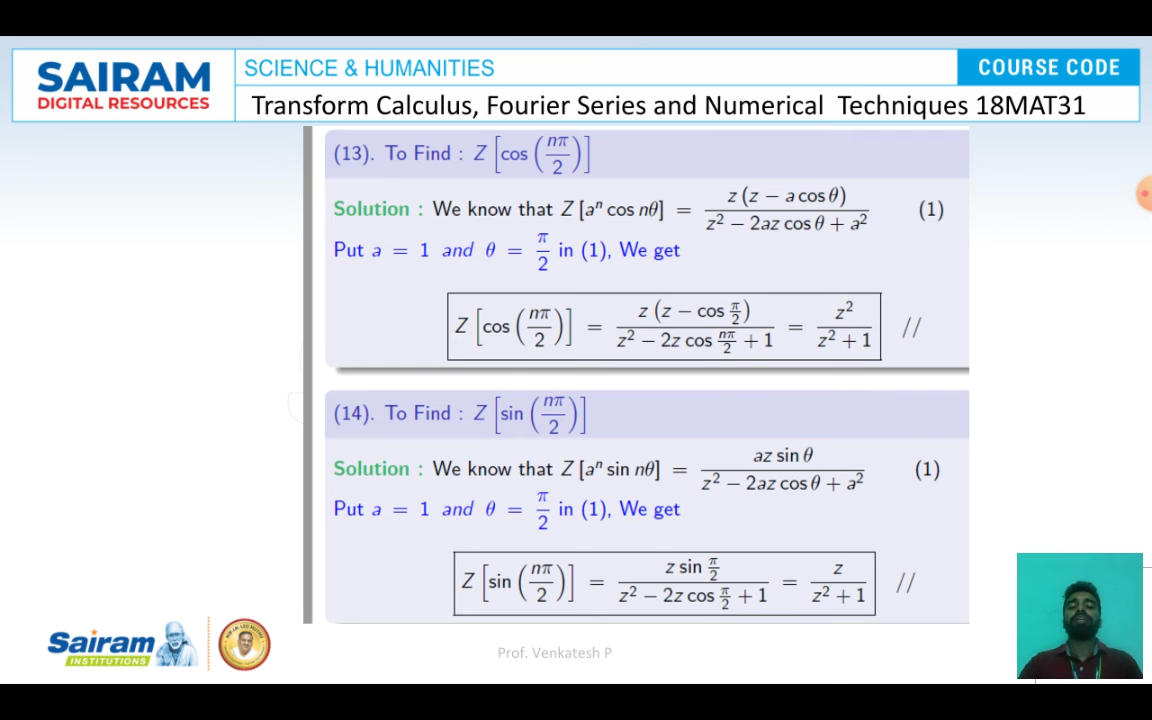 SAIRAM
DIGITAL RESOURCES
SCIENCE & HUMANITIES
COURSE CODE
Transform Calculus, Fourier Series and Numerical Techniques 18MAT31
(13). To Find : Z [cos (nπ/2)]
Solution : We know that Z [aⁿ cos nθ] = z (z − a cos θ) / z² − 2az cos θ + a² (1)
Put a = 1 and θ = π/2 in (1), We get
Z [cos (nπ/2)] = z (z − cos π/2) / z² − 2z cos nπ/2 + 1 = z² / z² + 1 //
(14). To Find : Z [sin (nπ/2)]
Solution : We know that Z [aⁿ sin nθ] = az sin θ / z² − 2az cos θ + a² (1)
Put a = 1 and θ = π/2 in (1), We get
Z [sin (nπ/2)] = z sin π/2 / z² − 2z cos π/2 + 1 = z / z² + 1 //
Sairam
INSTITUTIONS
Prof. Venkatesh P